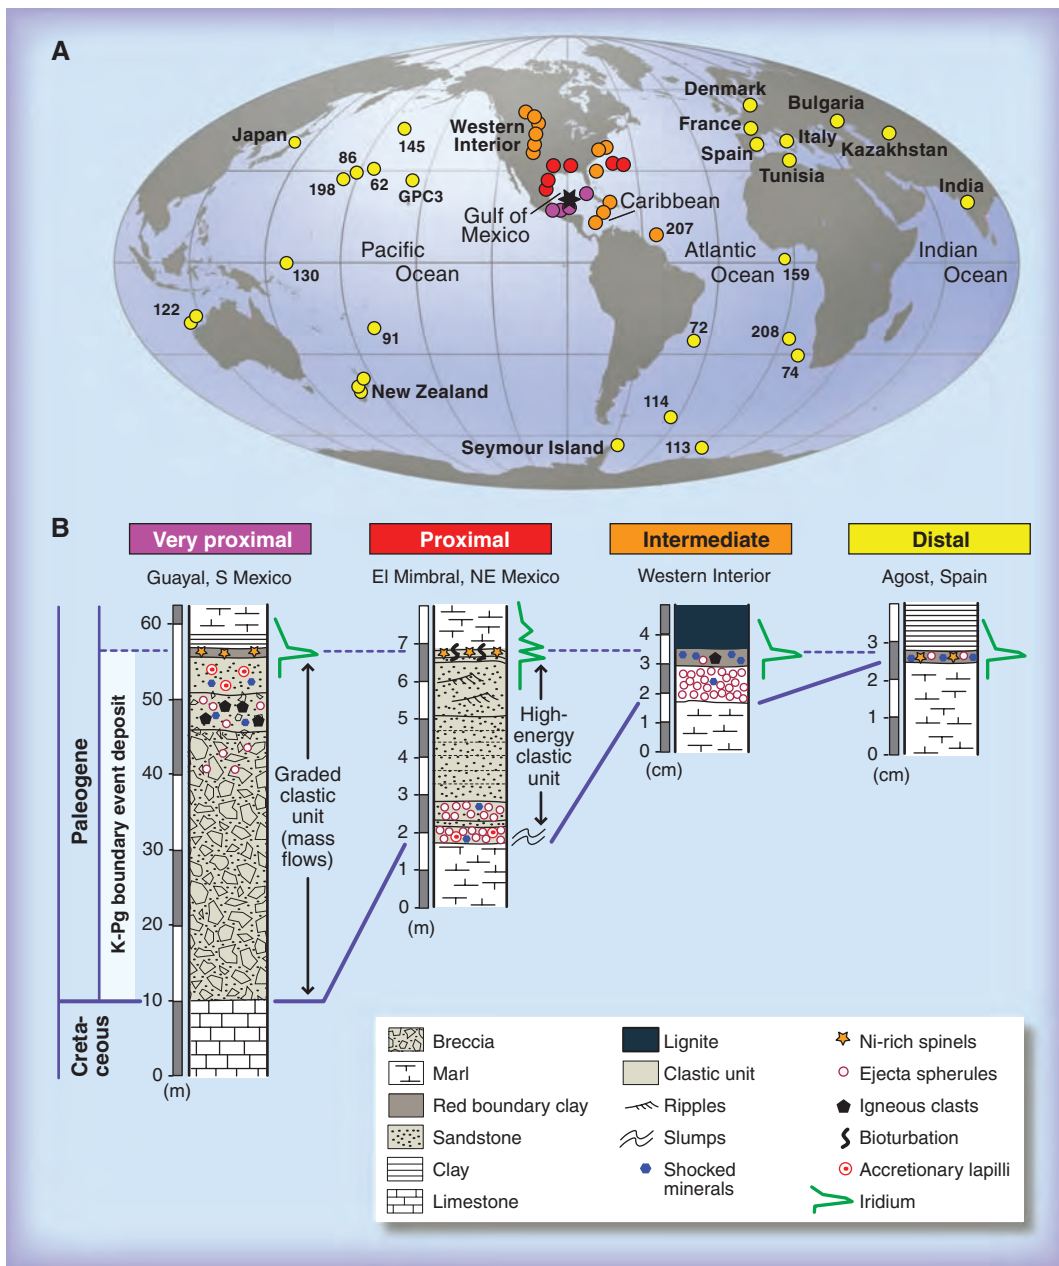 A
Denmark
Bulgaria
France
Spain
Italy
Kazakhstan
Tunisia
India
Japan
145
86
62
198
GPC3
Western
Interior
Gulf of
Mexico
Caribbean
207
Pacific
Ocean
Atlantic
Ocean
Indian
Ocean
130
159
122
91
72
208
74
New Zealand
114
Seymour Island
113
B
Very proximal
Proximal
Intermediate
Distal
Guayal, S Mexico
El Mimbral, NE Mexico
Western Interior
Agost, Spain
Paleogene
Creta-
ceous
K-Pg boundary event deposit
60
50
40
30
20
10
0
(m)
Graded
clastic
unit
(mass
flows)
7
6
5
4
3
2
1
0
(m)
High-
energy
clastic
unit
4
3
2
1
0
(cm)
3
2
1
0
(cm)
Breccia
Marl
Red boundary clay
Sandstone
Clay
Limestone
Lignite
Clastic unit
Ripples
Slumps
Shocked
minerals
Ni-rich spinels
Ejecta spherules
Igneous clasts
Bioturbation
Accretionary lapilli
Iridium